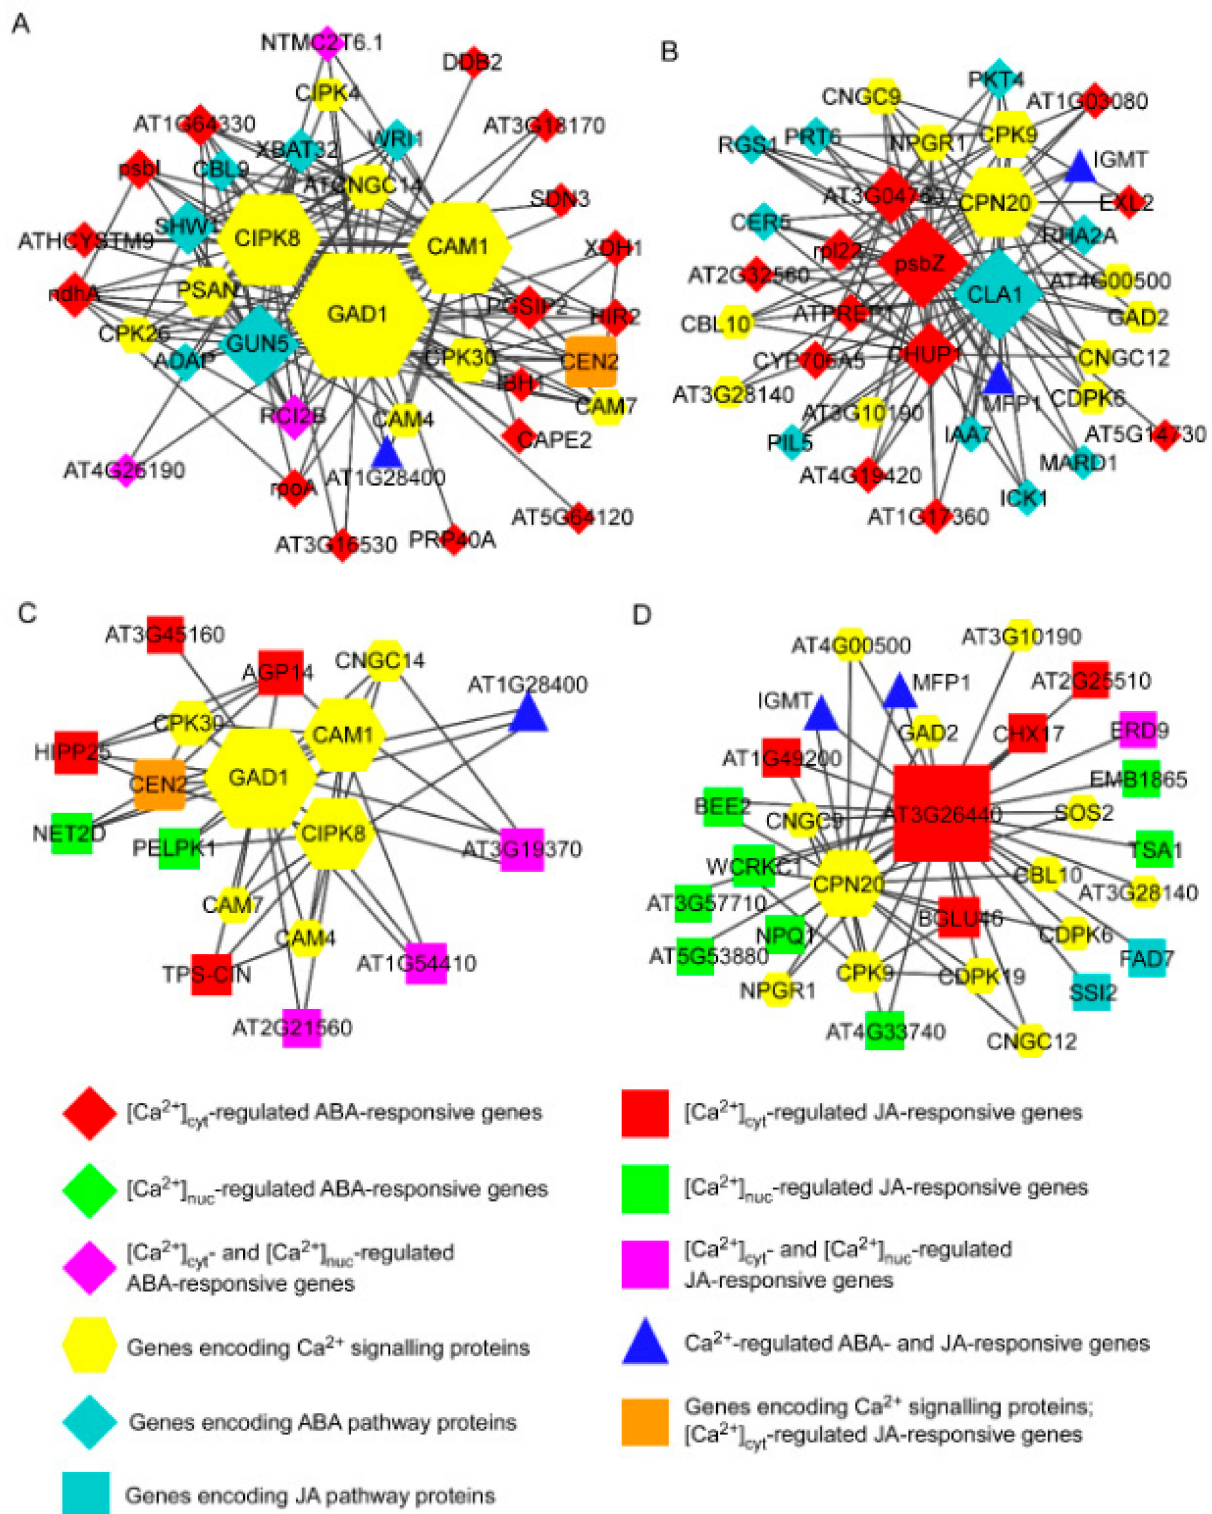 A
NTMC2T6.1
DDB2
CIPK4
AT1G64330
XBAT32
WRI1
AT3G18170
psbI
CBL9
ATCNGC14
SDN3
SHW1
CIPK8
CAM1
ATHCYSTM9
XDH1
ndhA
PSAN
GAD1
PGSIP2
HIR2
CPK26
ADAP
GUN5
CPK30
CEN2
IBH1
CAM7
RCI2B
CAM4
CAPE2
AT4G26190
AT1G28400
rpoA
AT5G64120
AT3G16530
PRP40A
B
PKT4
CNGC9
AT1G03080
RGS1
PRT6
NPGR1
CPK9
IGMT
AT3G04760
CPN20
EXL2
CER5
RHA2A
rpl22
psbZ
AT2G32560
CLA1
AT4G00500
CBL10
ATPREP1
GAD2
CYP706A5
PHUP1
CNGC12
AT3G28140
AT3G10190
MFP1
CDPK6
PIL5
IAA7
AT5G14730
AT4G19420
MARD1
ICK1
AT1G17360
C
AT3G45160
AGP14
CNGC14
AT1G28400
CPK30
CAM1
HIPP25
CEN2
GAD1
NET2D
PELPK1
CIPK8
AT3G19370
CAM7
CAM4
TPS-CIN
AT1G54410
AT2G21560
D
AT4G00500
AT3G10190
IGMT
MFP1
AT2G25510
GAD2
CHX17
ERD9
AT1G49200
EMB1865
BEE2
CNGC9
AT3G26440
SOS2
WCRKC1
TSA1
CPN20
CBL10
AT3G28140
AT3G57710
BGLU46
NPQ1
CDPK6
AT5G53880
FAD7
NPGR1
CPK9
CDPK19
SSI2
AT4G33740
CNGC12
[Ca2+]cyt-regulated ABA-responsive genes
[Ca2+]nuc-regulated ABA-responsive genes
[Ca2+]cyt- and [Ca2+]nuc-regulated
ABA-responsive genes
Genes encoding Ca2+ signalling proteins
Genes encoding ABA pathway proteins
Genes encoding JA pathway proteins
[Ca2+]cyt-regulated JA-responsive genes
[Ca2+]nuc-regulated JA-responsive genes
[Ca2+]cyt- and [Ca2+]nuc-regulated
JA-responsive genes
Ca2+-regulated ABA- and JA-responsive genes
Genes encoding Ca2+ signalling proteins;
[Ca2+]cyt-regulated JA-responsive genes